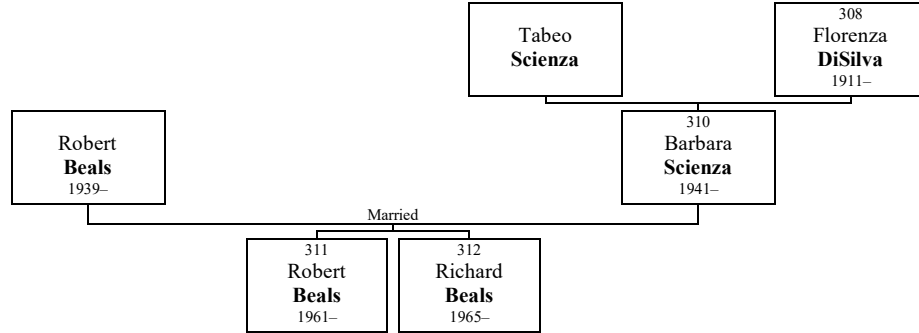 Tabeo
Scienza
308
Florenza
DiSilva
1911–
Robert
Beals
1939–
310
Barbara
Scienza
1941–
Married
311
Robert
Beals
1961–
312
Richard
Beals
1965–